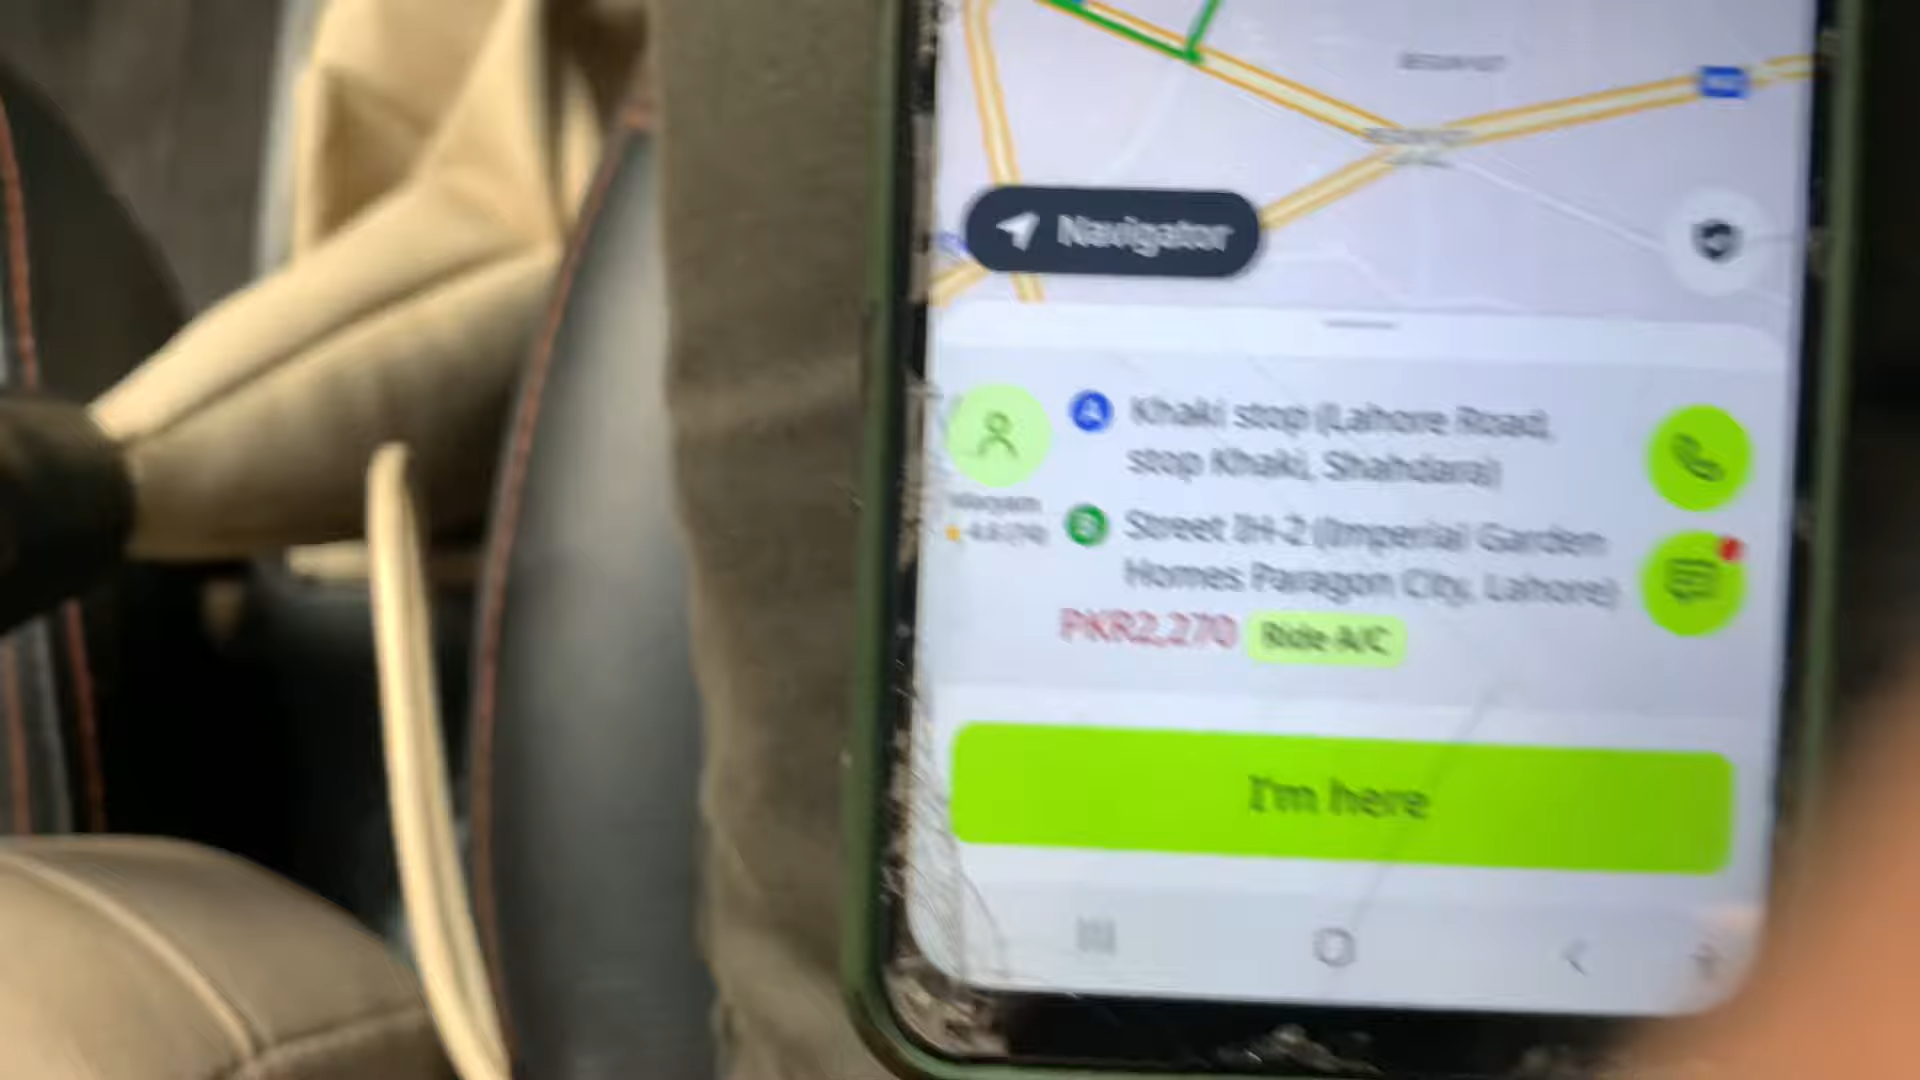 Navigator
A
Khaki stop (Lahore Road,
stop Khaki, Shahdara)
B
Street IH-2 (Imperial Garden
Homes Paragon City, Lahore)
PKR2,270
Ride A/C
I'm here